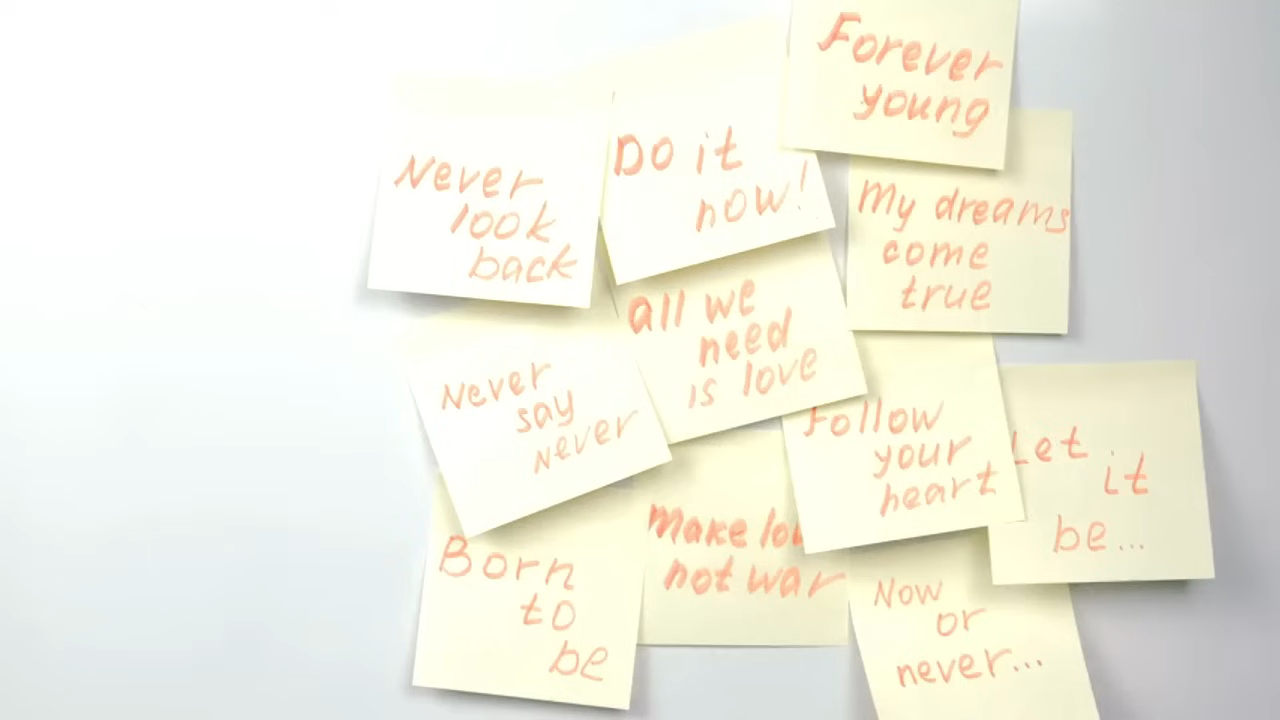 Forever
young
Never
look
back
Do it
now!
My dreams
come
true
all we
need
is love
Never
say
never
Follow
your
heart
Let
it
be...
Born
to
be
Make
not war
Now
or
never...